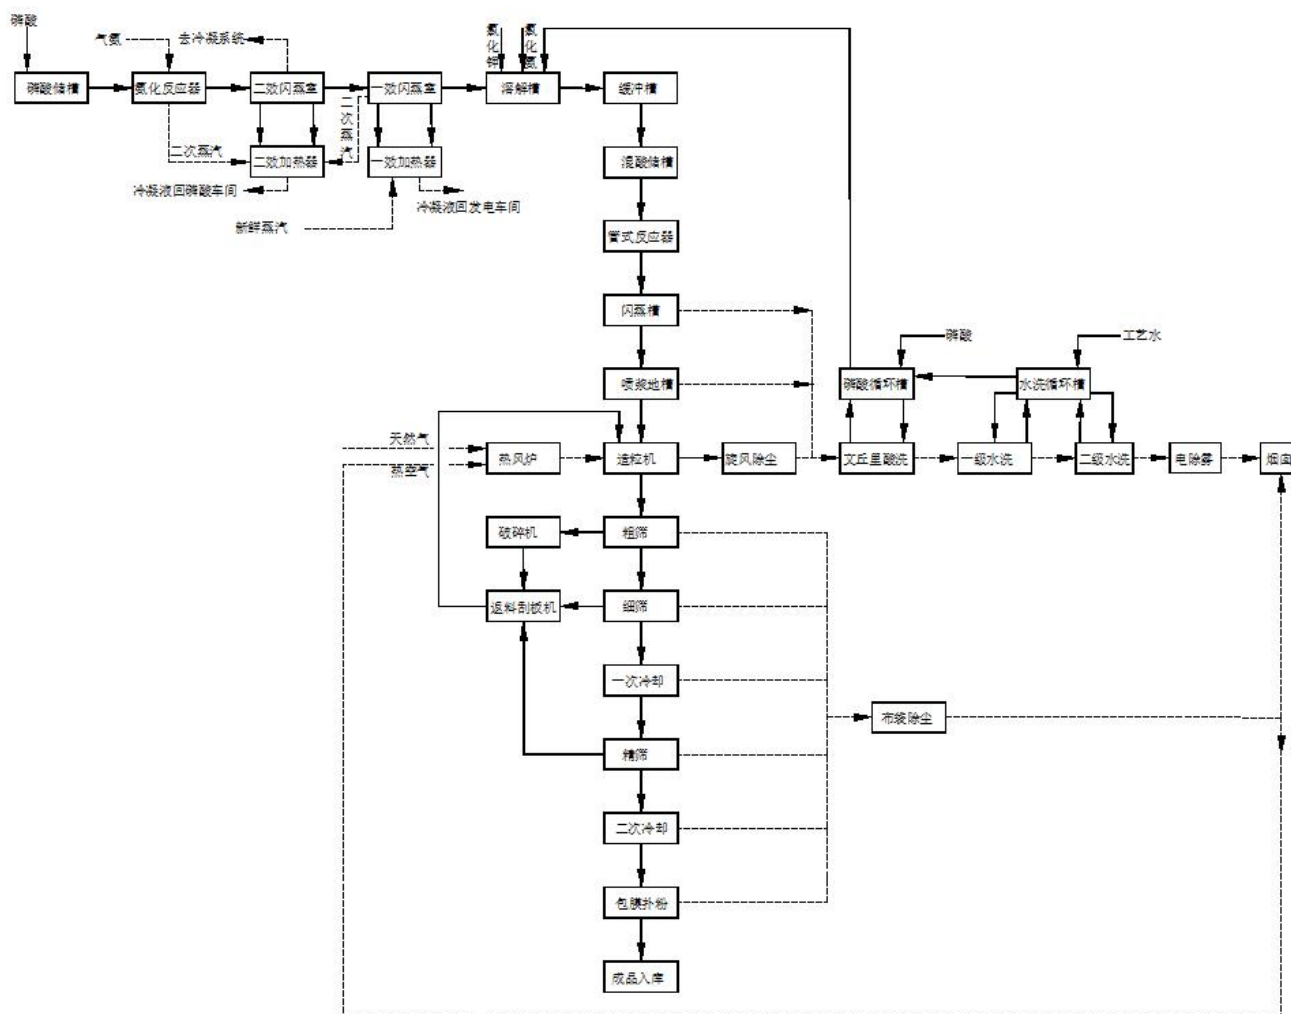 磷酸
气氨
去冷凝系统
氯化钾
氯化氨
磷酸储槽
氨化反应器
二效闪蒸室
一效闪蒸室
溶解槽
缓冲槽
二次蒸汽
二次蒸汽
二效加热器
一效加热器
混酸储槽
冷凝液回磷酸车间
冷凝液回发电车间
新鲜蒸汽
管式反应器
闪蒸槽
磷酸
工艺水
喷浆地槽
磷酸循环槽
水洗循环槽
天然气
热空气
热风炉
造粒机
旋风除尘
文丘里酸洗
一级水洗
二级水洗
电除雾
烟囱
破碎机
粗筛
返料刮板机
细筛
一次冷却
布袋除尘
精筛
二次冷却
包膜扑粉
成品入库